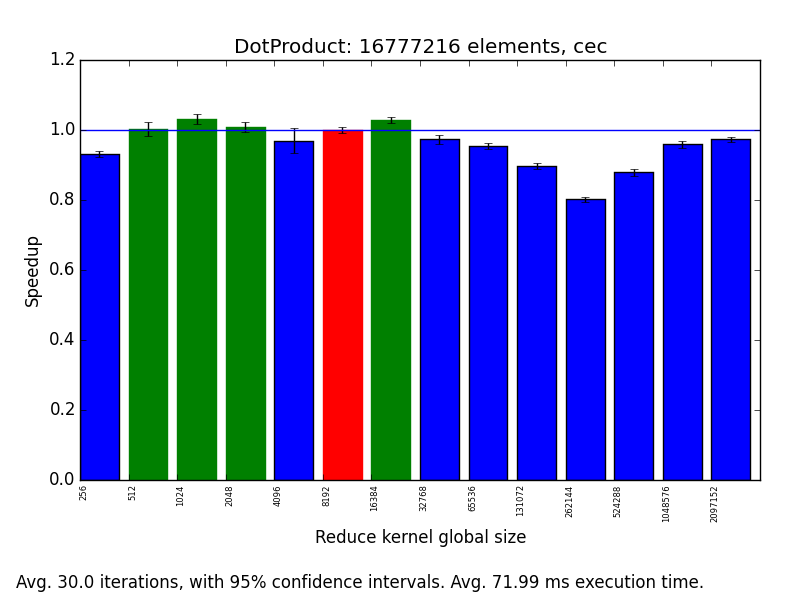 DotProduct: 16777216 elements, cec
1.2
1.0
0.8
0.6
0.4
0.2
0.0
Speedup
256 512 1024 2048 4096 8192 16384 32768 65536 131072 262144 524288 1048576 2097152
Reduce kernel global size
Avg. 30.0 iterations, with 95% confidence intervals. Avg. 71.99 ms execution time.